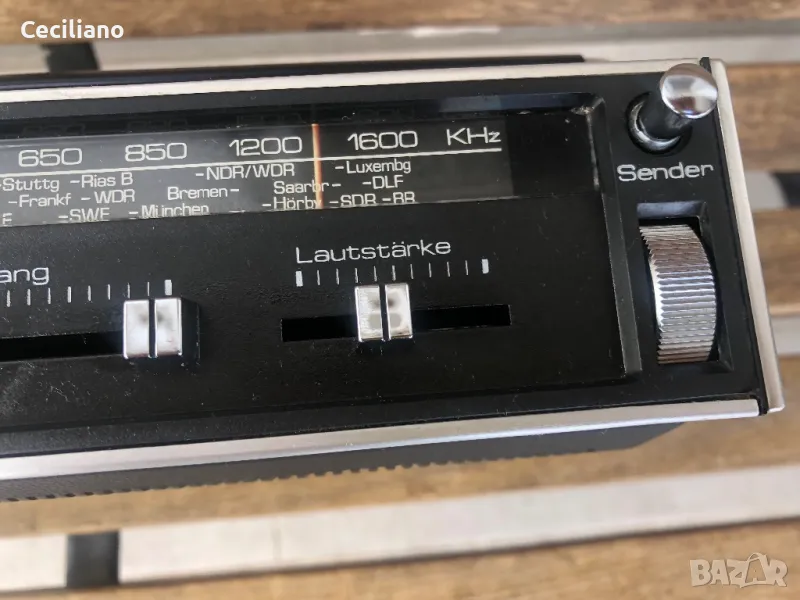 Ceciliano
650 850 1200 1600 KHz
-Stuttg -Rias B -NDR/WDR -Luxembg
-Frankf -WDR Bremen- Saarbr- -DLF
-SWF -München -Hörby -SDR -BR
Sender
Lautstärke
ang
BAZAR